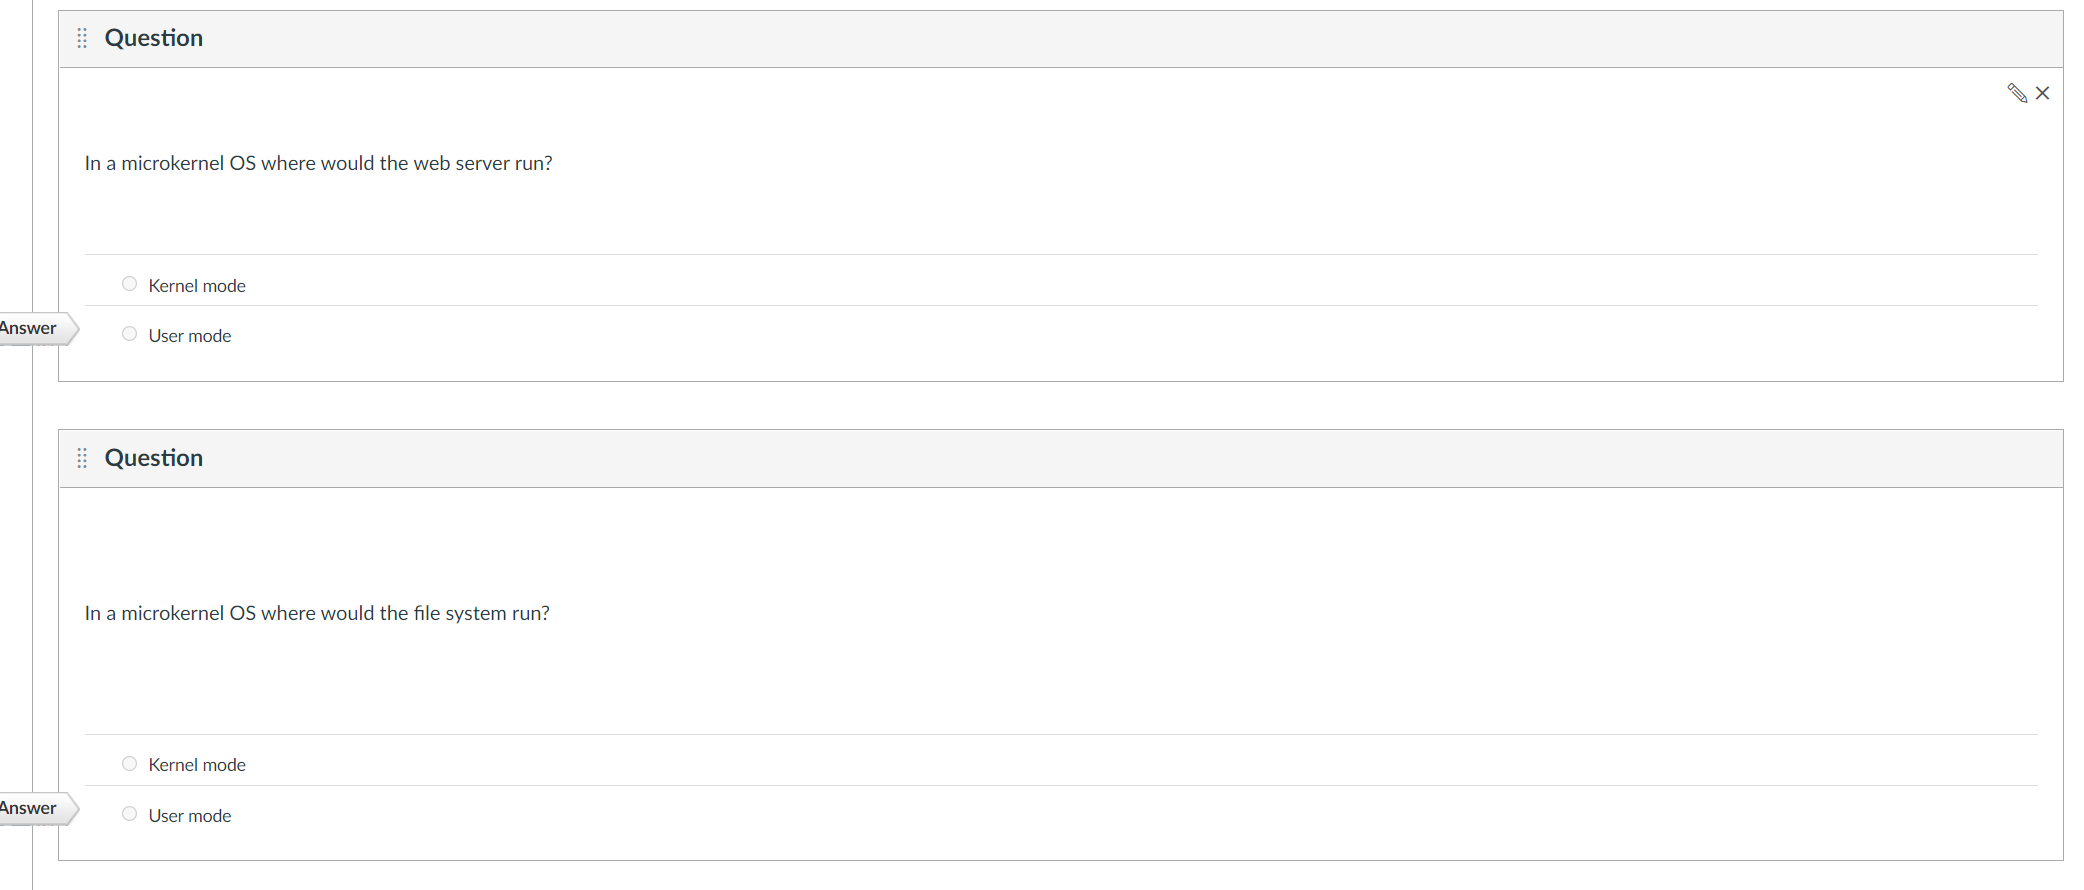 Question
In a microkernel OS where would the web server run?
Kernel mode
Answer
User mode
Question
In a microkernel OS where would the file system run?
Kernel mode
Answer
User mode